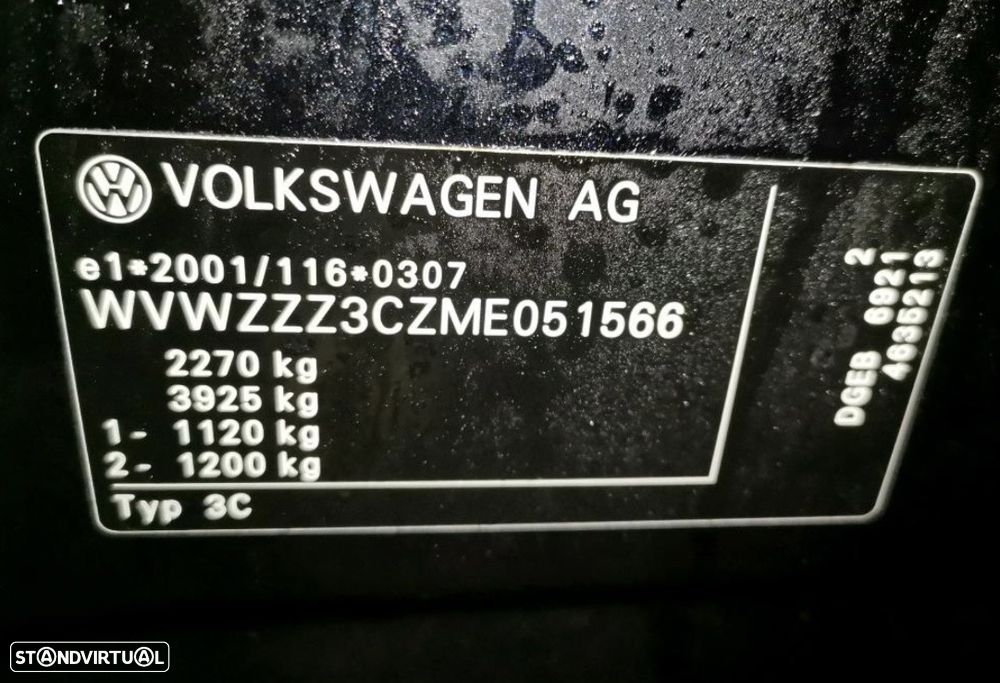 VOLKSWAGEN AG
e1*2001/116*0307
WVWZZZ3CZME051566
2270 kg
3925 kg
1- 1120 kg
2- 1200 kg
Typ 3C
2
DGEB 6921
4635213
STANDVIRTUAL